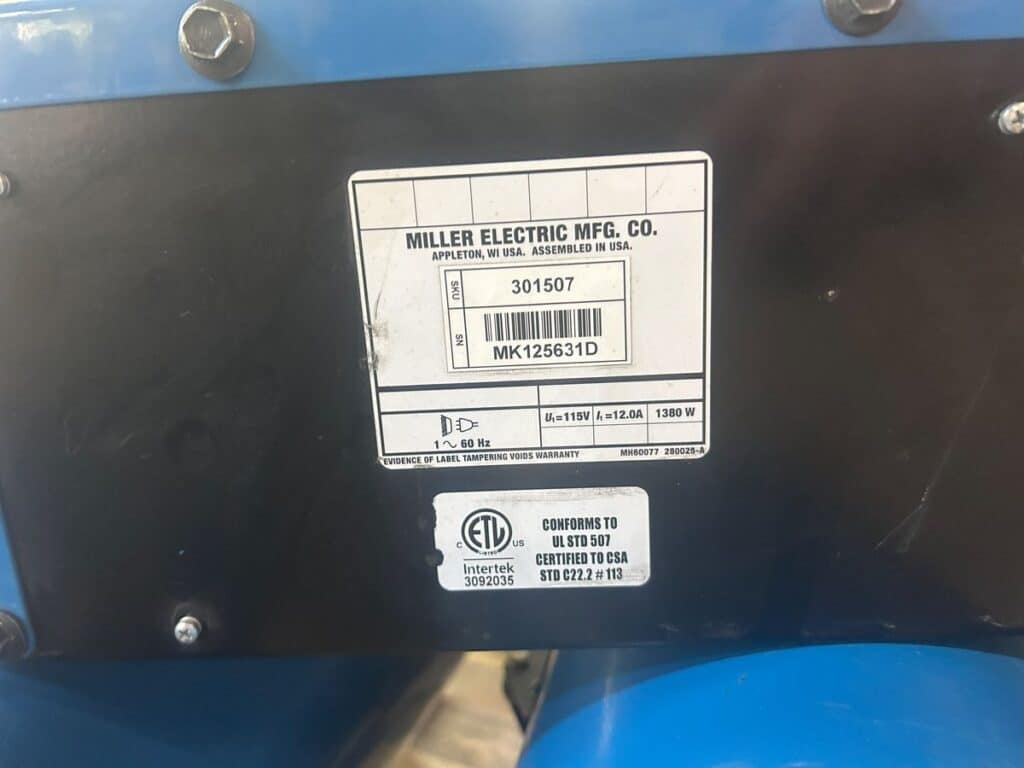 MILLER ELECTRIC MFG. CO.
APPLETON, WI USA. ASSEMBLED IN USA.
SKU 301507
SN MK125631D
U₁=115V I₁=12.0A 1380 W
1 ~ 60 Hz
EVIDENCE OF LABEL TAMPERING VOIDS WARRANTY MH60077 280025-A
ETL
C US
LISTED
Intertek
3092035
CONFORMS TO
UL STD 507
CERTIFIED TO CSA
STD C22.2 # 113